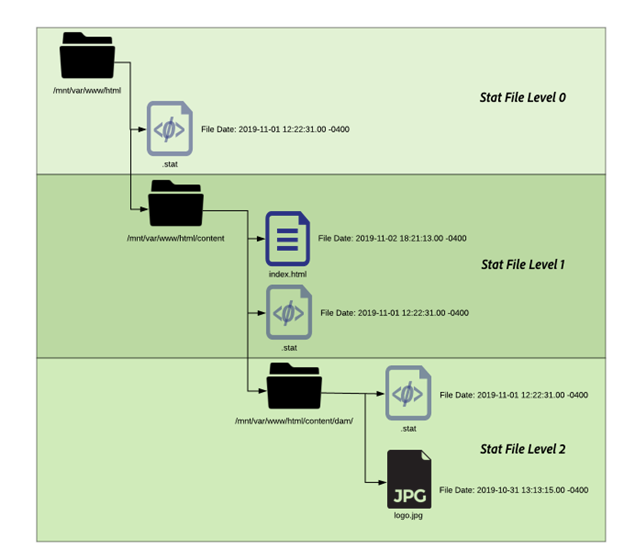 /mnt/var/www/html
Stat File Level 0
File Date: 2019-11-01 12:22:31.00 -0400
.stat
/mnt/var/www/html/content
File Date: 2019-11-02 18:21:13.00 -0400
Stat File Level 1
index.html
File Date: 2019-11-01 12:22:31.00 -0400
.stat
/mnt/var/www/html/content/dam/
File Date: 2019-11-01 12:22:31.00 -0400
.stat
Stat File Level 2
JPG
File Date: 2019-10-31 13:13:15.00 -0400
logo.jpg